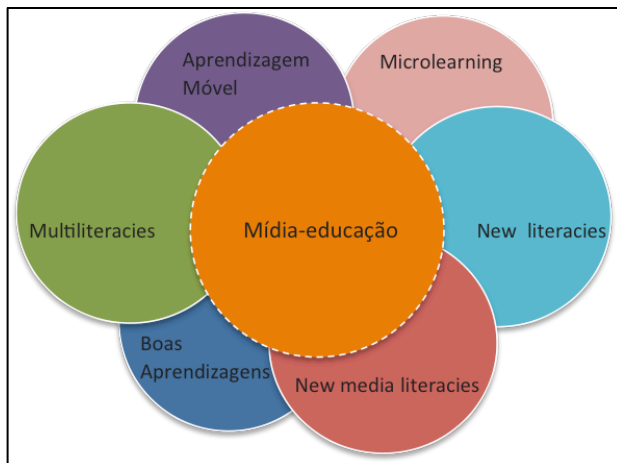 Aprendizagem
Móvel
Microlearning
Multiliteracies
Mídia-educação
New literacies
Boas
Aprendizagens
New media literacies